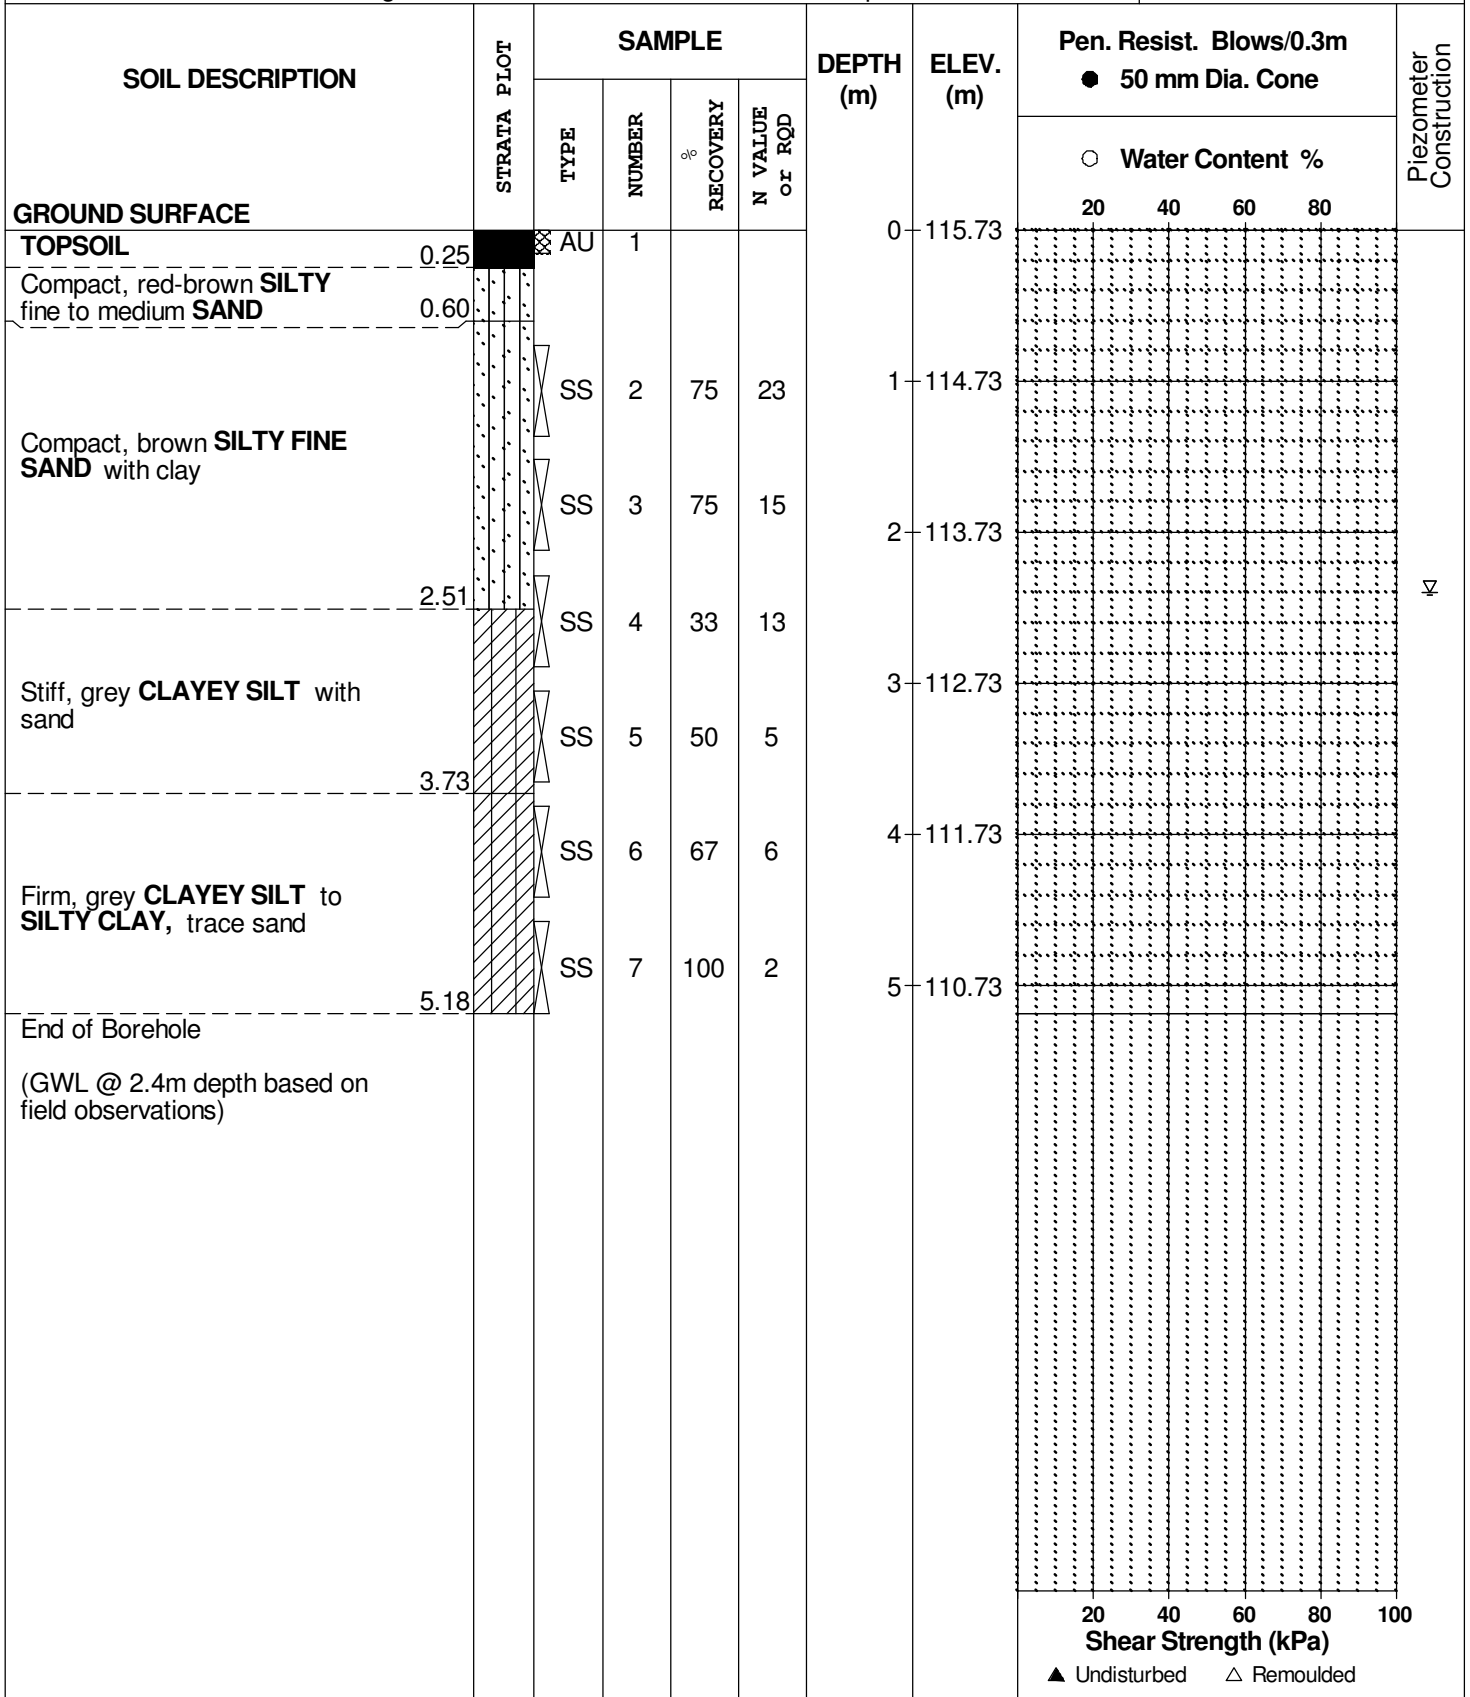 SOIL DESCRIPTION
STRATA PLOT
SAMPLE
TYPE
NUMBER
%
RECOVERY
N VALUE
or RQD
DEPTH
(m)
ELEV.
(m)
Pen. Resist. Blows/0.3m
● 50 mm Dia. Cone
○ Water Content %
Piezometer
Construction
20 40 60 80
GROUND SURFACE
0 115.73
TOPSOIL 0.25
AU 1
Compact, red-brown SILTY
fine to medium SAND 0.60
SS 2 75 23
1 114.73
Compact, brown SILTY FINE
SAND with clay
SS 3 75 15
2 113.73
2.51
SS 4 33 13
Stiff, grey CLAYEY SILT with
sand
3 112.73
SS 5 50 5
3.73
4 111.73
SS 6 67 6
Firm, grey CLAYEY SILT to
SILTY CLAY, trace sand
SS 7 100 2
5 110.73
5.18
End of Borehole
(GWL @ 2.4m depth based on
field observations)
20 40 60 80 100
Shear Strength (kPa)
▲ Undisturbed △ Remoulded